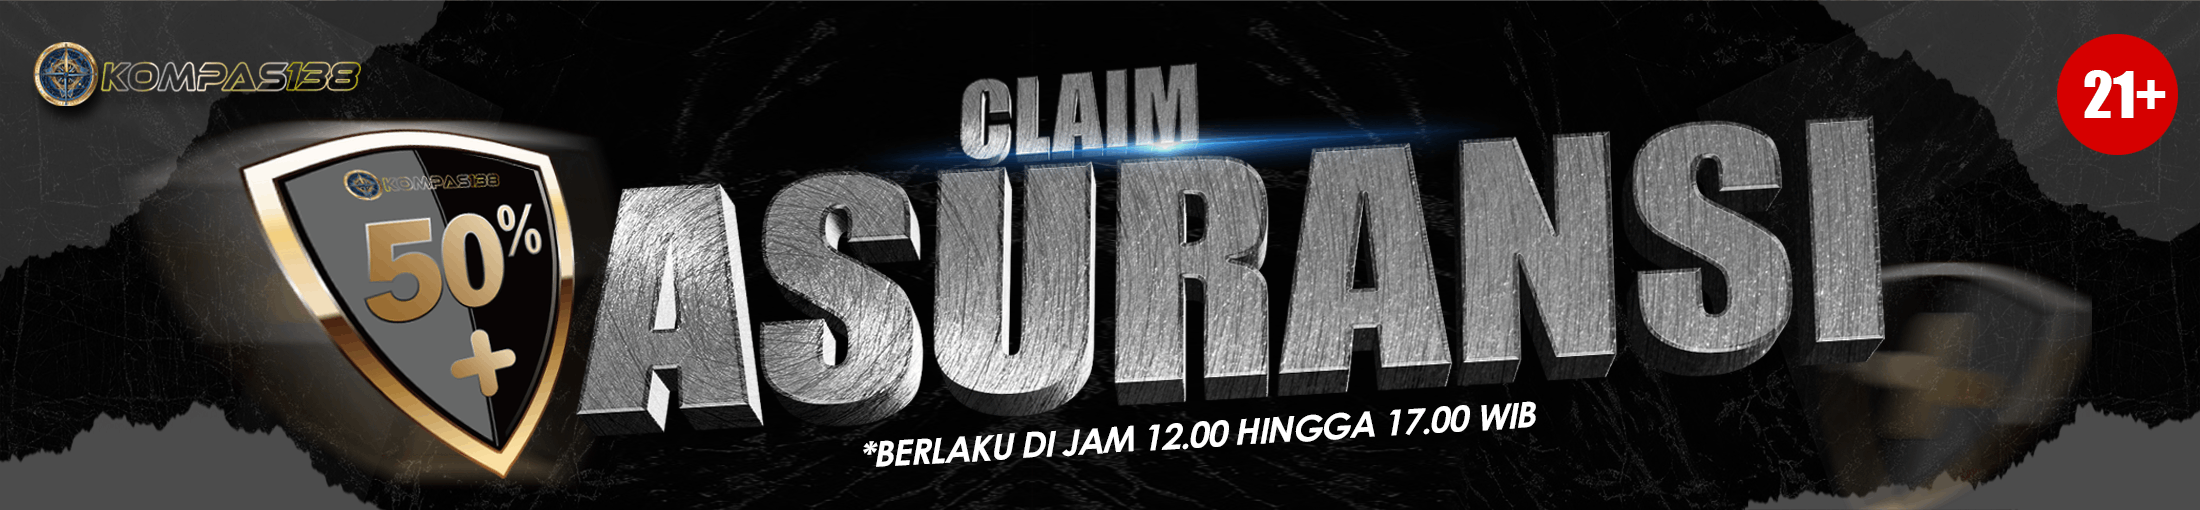 KOMPAS138
21+
CLAIM
ASURANSI
KOMPAS138
50%
+
*BERLAKU DI JAM 12.00 HINGGA 17.00 WIB